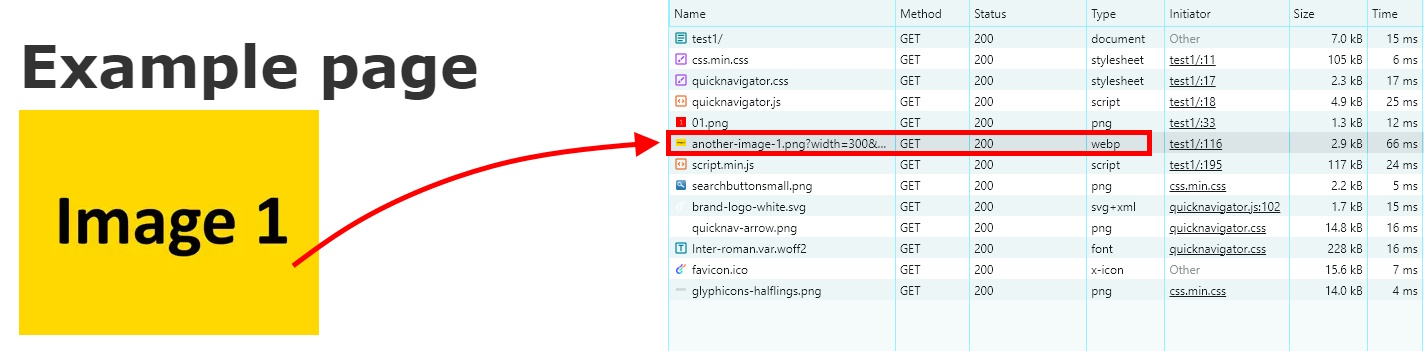 Example page
Image 1
Name Method Status Type Initiator Size Time
test1/ GET 200 document Other 7.0 kB 15 ms
css.min.css GET 200 stylesheet test1/:11 105 kB 6 ms
quicknavigator.css GET 200 stylesheet test1/:17 2.3 kB 17 ms
quicknavigator.js GET 200 script test1/:18 4.9 kB 25 ms
01.png GET 200 png test1/:33 1.3 kB 12 ms
another-image-1.png?width=300&... GET 200 webp test1/:116 2.9 kB 66 ms
script.min.js GET 200 script test1/:195 117 kB 24 ms
searchbuttonsmall.png GET 200 png css.min.css 2.2 kB 5 ms
brand-logo-white.svg GET 200 svg+xml quicknavigator.js:102 1.7 kB 15 ms
quicknav-arrow.png GET 200 png quicknavigator.css 14.8 kB 16 ms
Inter-roman.var.woff2 GET 200 font quicknavigator.css 228 kB 16 ms
favicon.ico GET 200 x-icon Other 15.6 kB 7 ms
glyphicons-halflings.png GET 200 png css.min.css 14.0 kB 4 ms